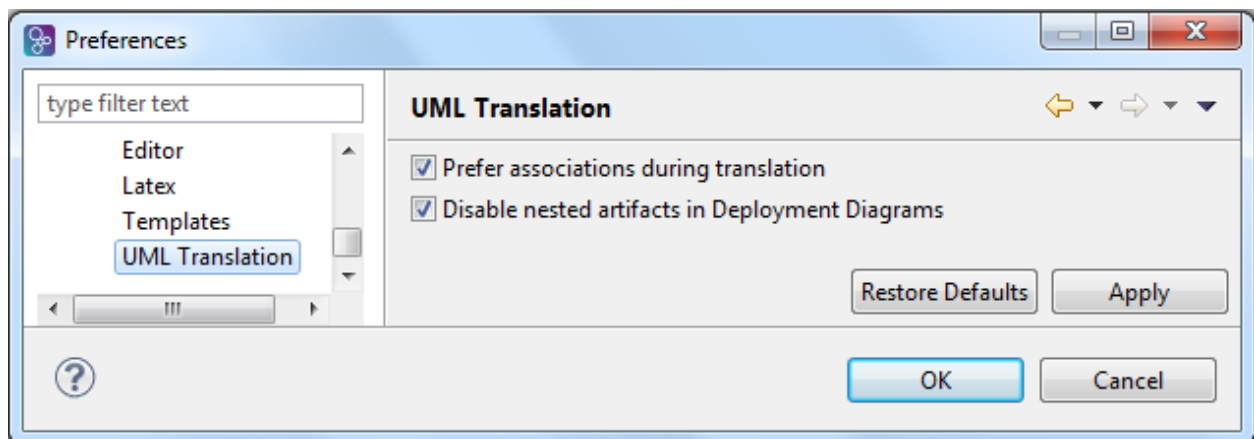 Preferences
type filter text
Editor
Latex
Templates
UML Translation
UML Translation
Prefer associations during translation
Disable nested artifacts in Deployment Diagrams
Restore Defaults
Apply
?
OK
Cancel